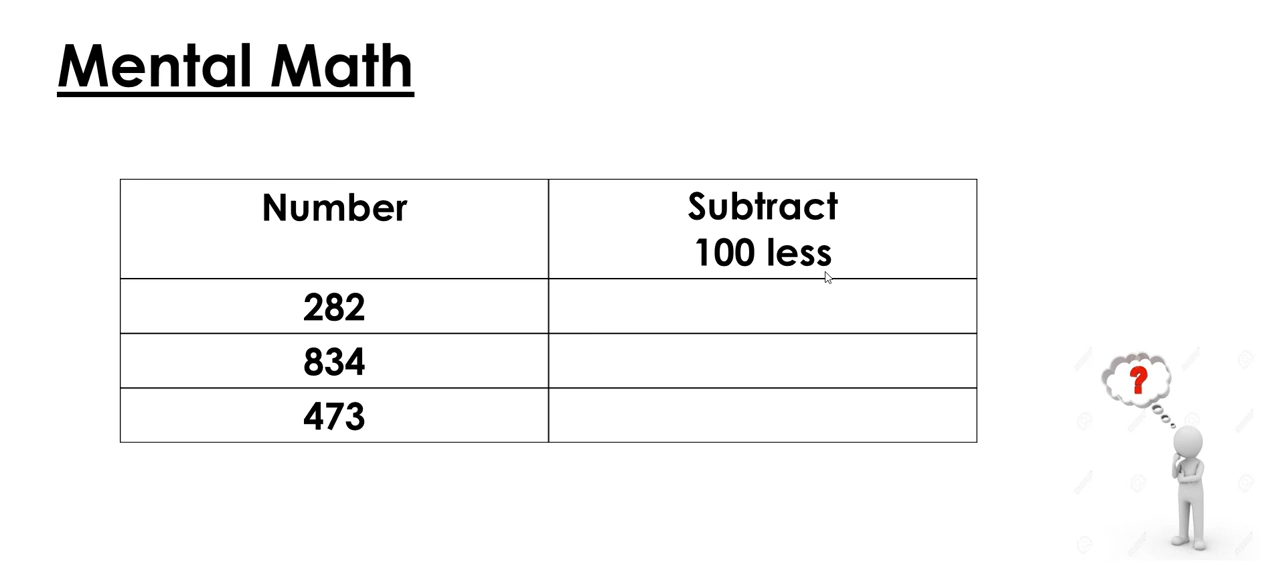 Mental Math
Number
Subtract
100 less
282
834
473
?